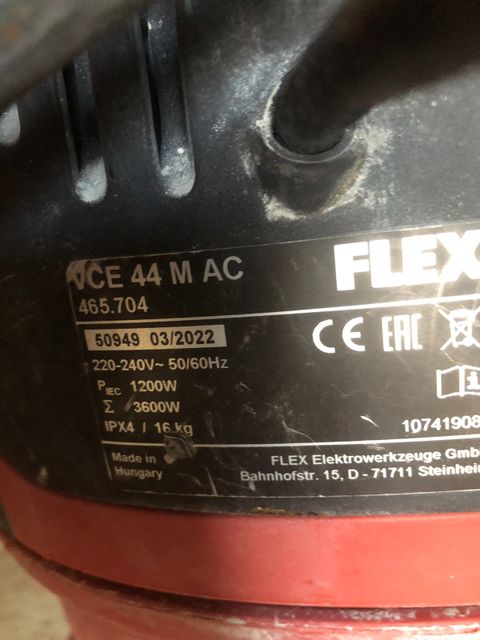 VCE 44 M AC
FLEX
465.704
50949 03/2022
CE EAC
220-240V~ 50/60Hz
PIEC 1200W
Σ 3600W
IPX4 / 16 kg
10741908
Made in
Hungary
FLEX Elektrowerkzeuge Gmb
Bahnhofstr. 15, D - 71711 Steinhei